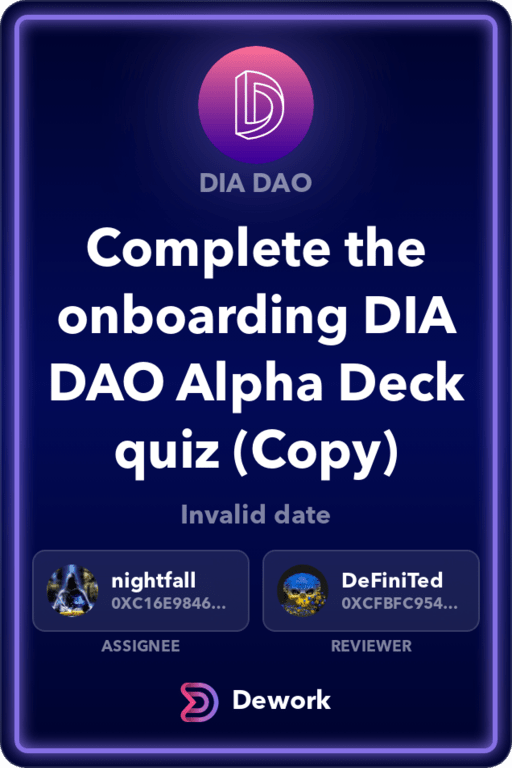 DIA DAO
Complete the
onboarding DIA
DAO Alpha Deck
quiz (Copy)
Invalid date
nightfall
0XC16E9846...
ASSIGNEE
DeFiniTed
0XCFBFC954...
REVIEWER
Dework